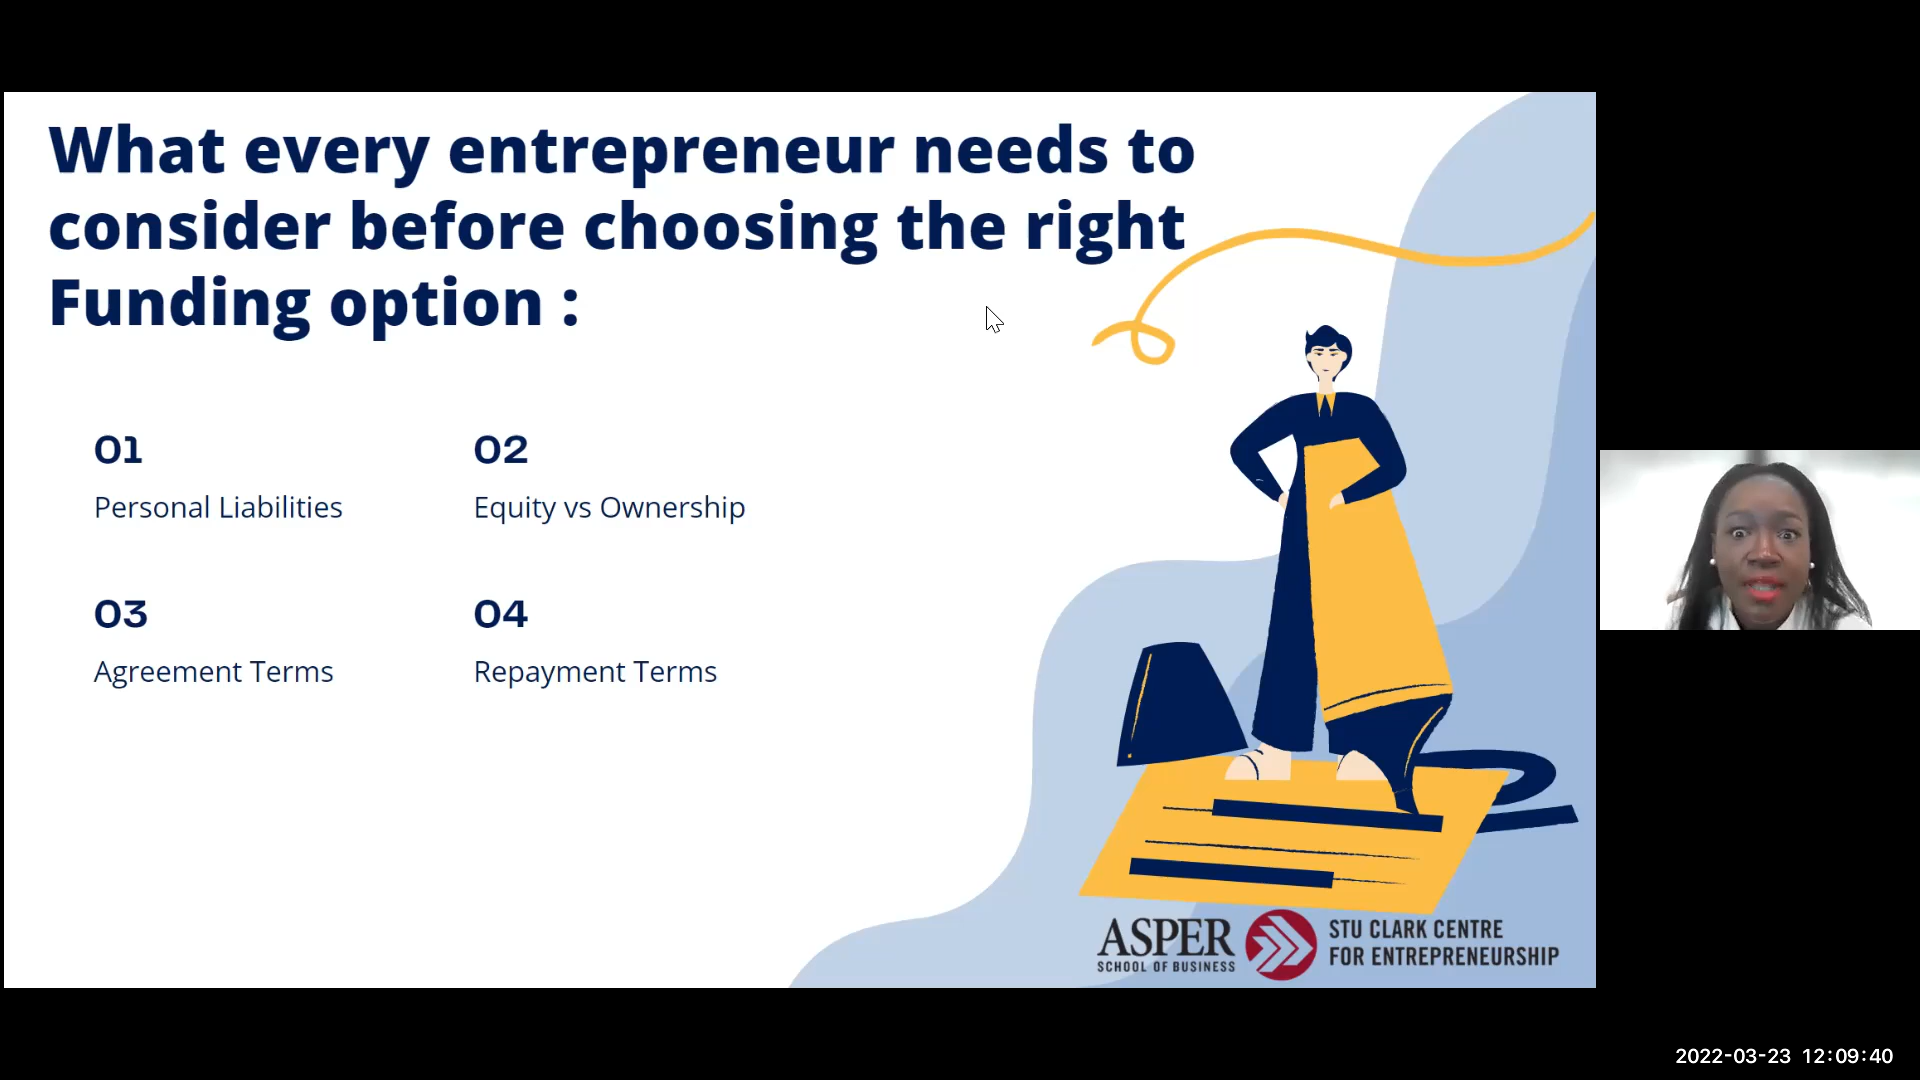 What every entrepreneur needs to
consider before choosing the right
Funding option :
01
Personal Liabilities
02
Equity vs Ownership
03
Agreement Terms
04
Repayment Terms
ASPER
SCHOOL OF BUSINESS
STU CLARK CENTRE
FOR ENTREPRENEURSHIP
2022-03-23 12:09:40